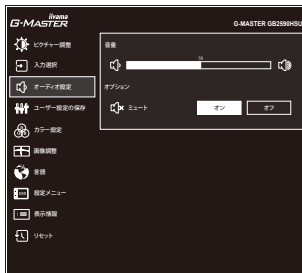 iiyama
G-MASTER
G-MASTER GB2590HSU
ピクチャー調整
入力選択
オーディオ設定
ユーザー設定の保存
カラー設定
画像調整
言語
設定メニュー
表示情報
リセット
音量
50
オプション
ミュート
オン
オフ